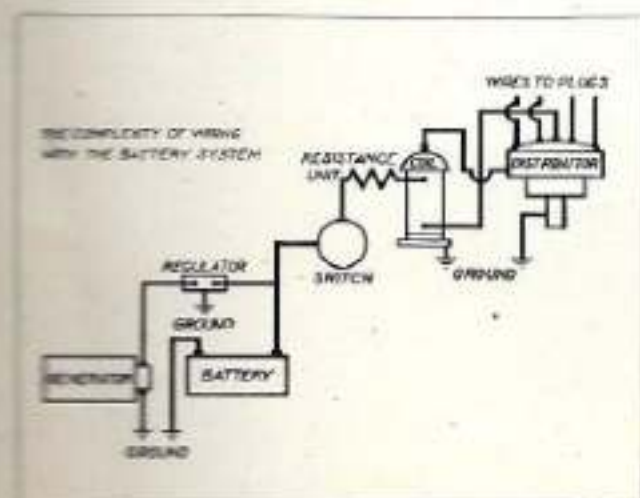 WIRES TO PLUGS
THE COMPLEXITY OF WIRING
WITH THE BATTERY SYSTEM
RESISTANCE
UNIT
COIL
DISTRIBUTOR
REGULATOR
SWITCH
GROUND
GROUND
GENERATOR
BATTERY
GROUND